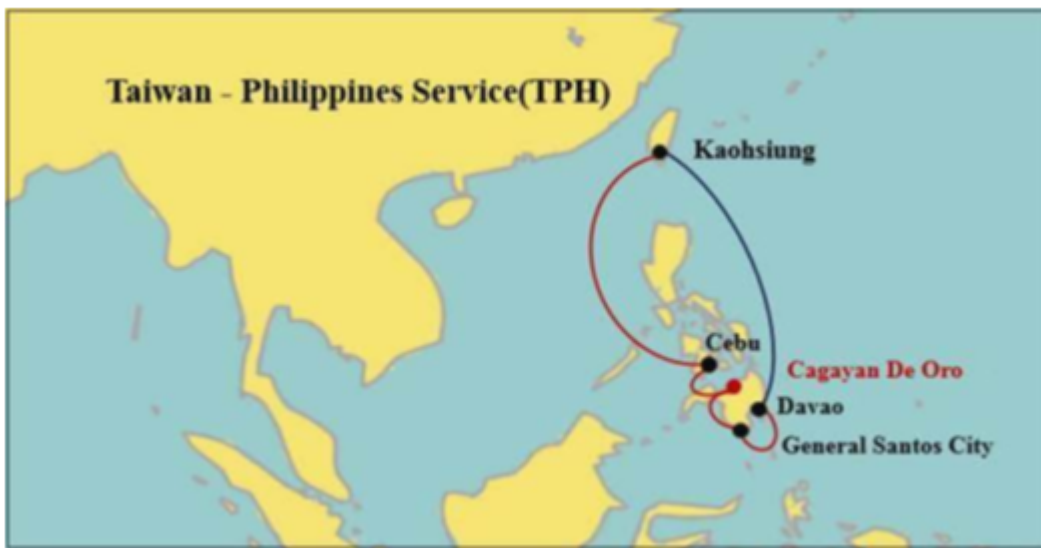 Taiwan - Philippines Service(TPH)
Kaohsiung
Cebu
Cagayan De Oro
Davao
General Santos City